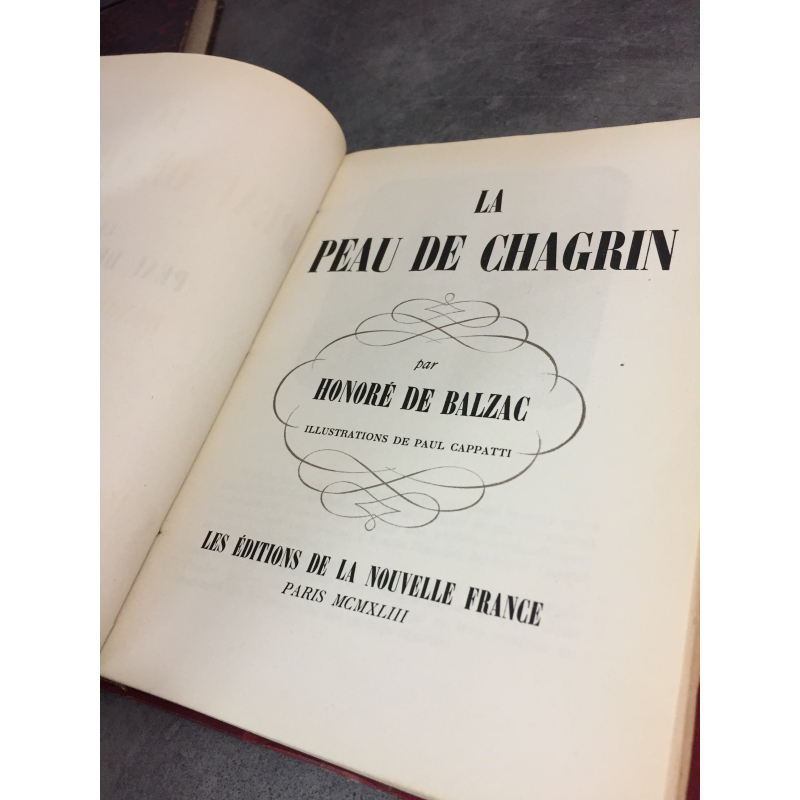 LA
PEAU DE CHAGRIN
par
HONORÉ DE BALZAC
ILLUSTRATIONS DE PAUL CAPPATTI
LES ÉDITIONS DE LA NOUVELLE FRANCE
PARIS MCMXLIII